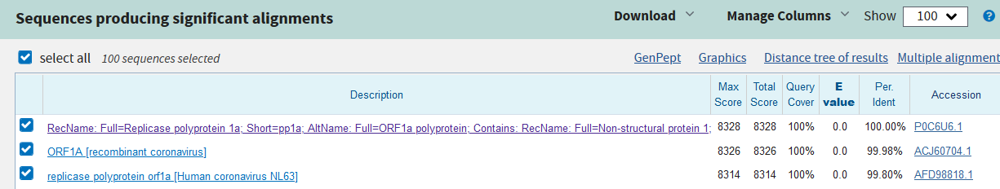 Sequences producing significant alignments Download Manage Columns Show 100 ?
select all 100 sequences selected GenPept Graphics Distance tree of results Multiple alignment
Description Max Score Total Score Query Cover E value Per. Ident Accession
RecName: Full=Replicase polyprotein 1a; Short=pp1a; AltName: Full=ORF1a polyprotein; Contains: RecName: Full=Non-structural protein 1; 8328 8328 100% 0.0 100.00% P0C6U6.1
ORF1A [recombinant coronavirus] 8326 8326 100% 0.0 99.98% ACJ60704.1
replicase polyprotein orf1a [Human coronavirus NL63] 8314 8314 100% 0.0 99.80% AFD98818.1